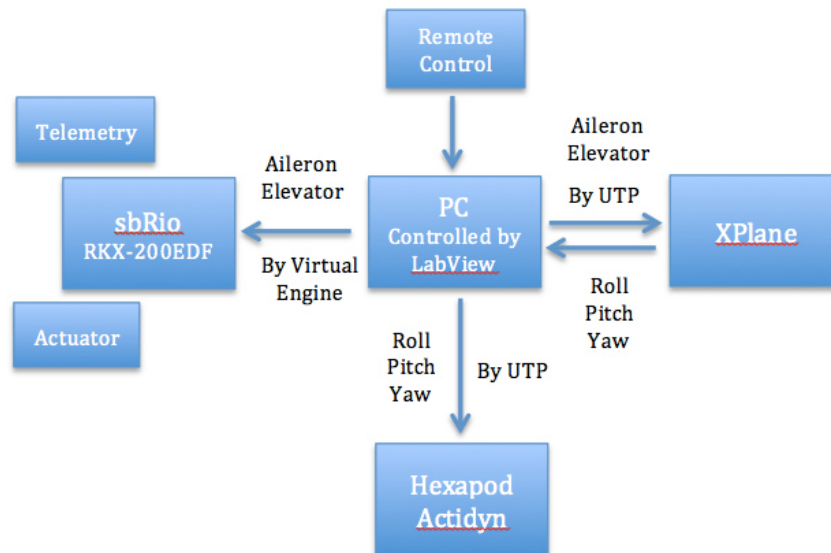 Remote
Control
Telemetry
Aileron
Elevator
Aileron
Elevator
sbRio
RKX-200EDF
PC
Controlled by
LabView
By UTP
XPlane
By Virtual
Engine
Roll
Pitch
Yaw
Actuator
Roll
Pitch
Yaw
By UTP
Hexapod
Actidyn